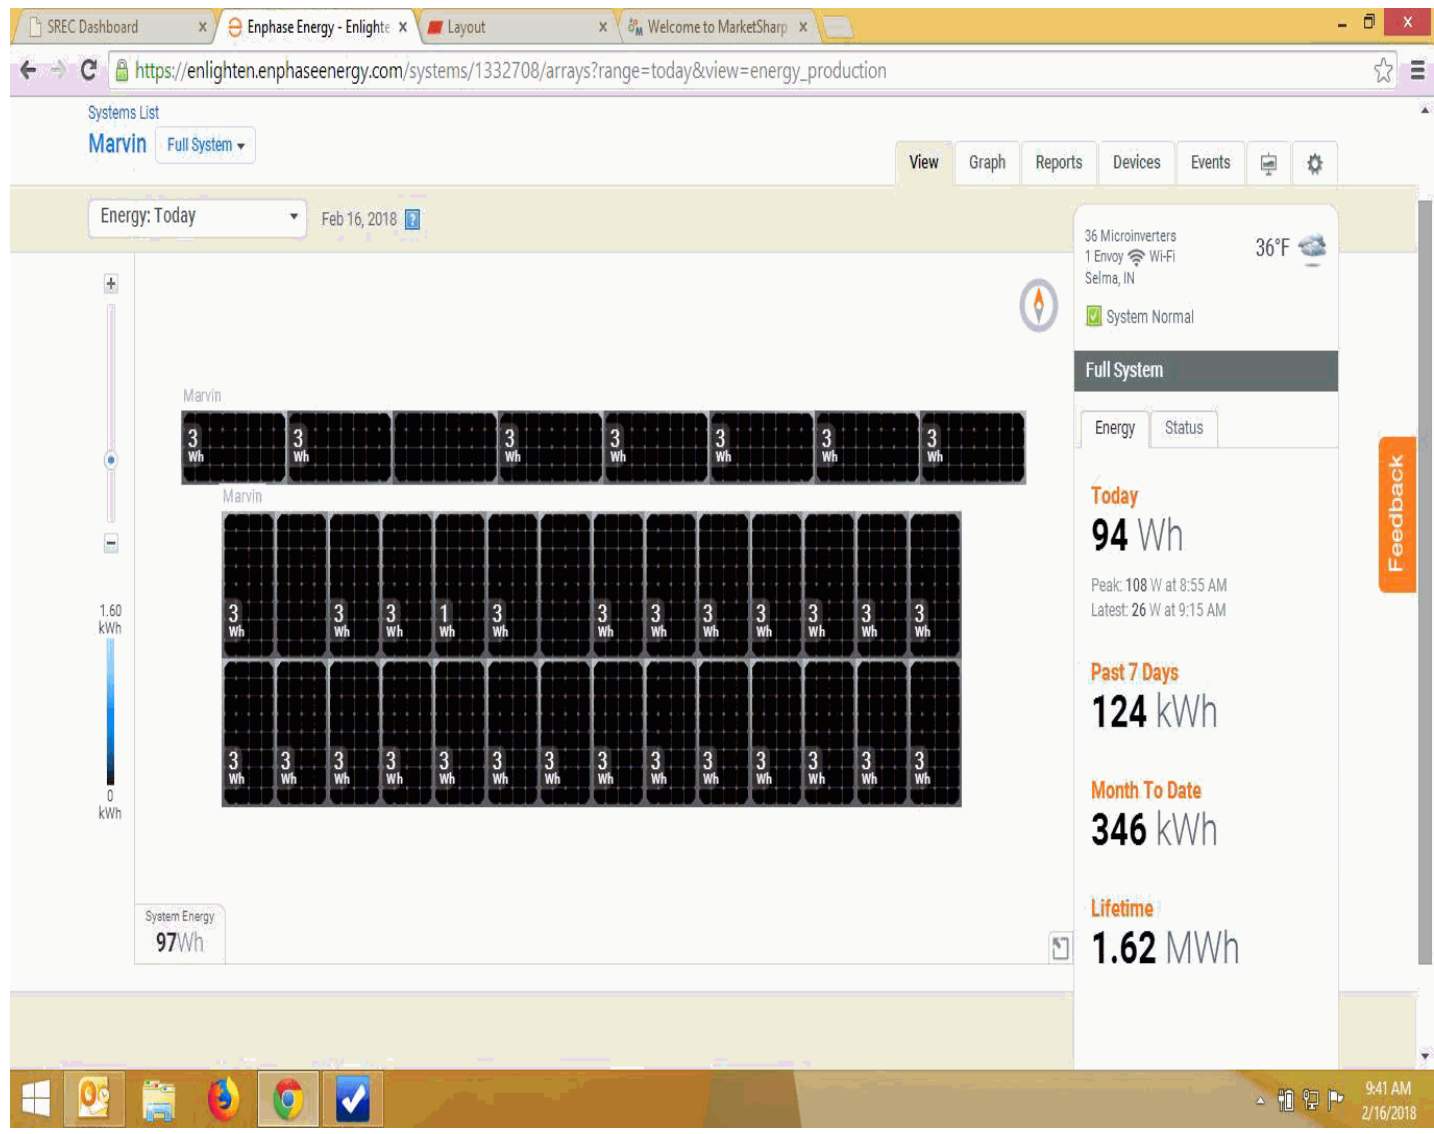 SREC Dashboard
Enphase Energy - Enlighte
Layout
Welcome to MarketSharp
https://enlighten.enphaseenergy.com/systems/1332708/arrays?range=today&view=energy_production
Systems List
Marvin Full System
View Graph Reports Devices Events
Energy: Today Feb 16, 2018 ?
36 Microinverters
1 Envoy Wi-Fi
Selma, IN
36°F
System Normal
Full System
Energy Status
Today
94 Wh
Peak: 108 W at 8:55 AM
Latest: 26 W at 9:15 AM
Past 7 Days
124 kWh
Month To Date
346 kWh
Lifetime
1.62 MWh
Feedback
Marvin
3 3 3 3 3 3 3
Wh Wh Wh Wh Wh Wh Wh
Marvin
3 3 3 1 3 3 3 3 3 3 3 3
Wh Wh Wh Wh Wh Wh Wh Wh Wh Wh Wh Wh
3 3 3 3 3 3 3 3 3 3 3 3 3 3
Wh Wh Wh Wh Wh Wh Wh Wh Wh Wh Wh Wh Wh Wh
1.60
kWh
0
kWh
System Energy
97Wh
9:41 AM
2/16/2018